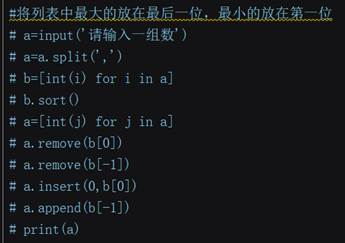 #将列表中最大的放在最后一位，最小的放在第一位
# a=input('请输入一组数')
# a=a.split(',')
# b=[int(i) for i in a]
# b.sort()
# a=[int(j) for j in a]
# a.remove(b[0])
# a.remove(b[-1])
# a.insert(0,b[0])
# a.append(b[-1])
# print(a)